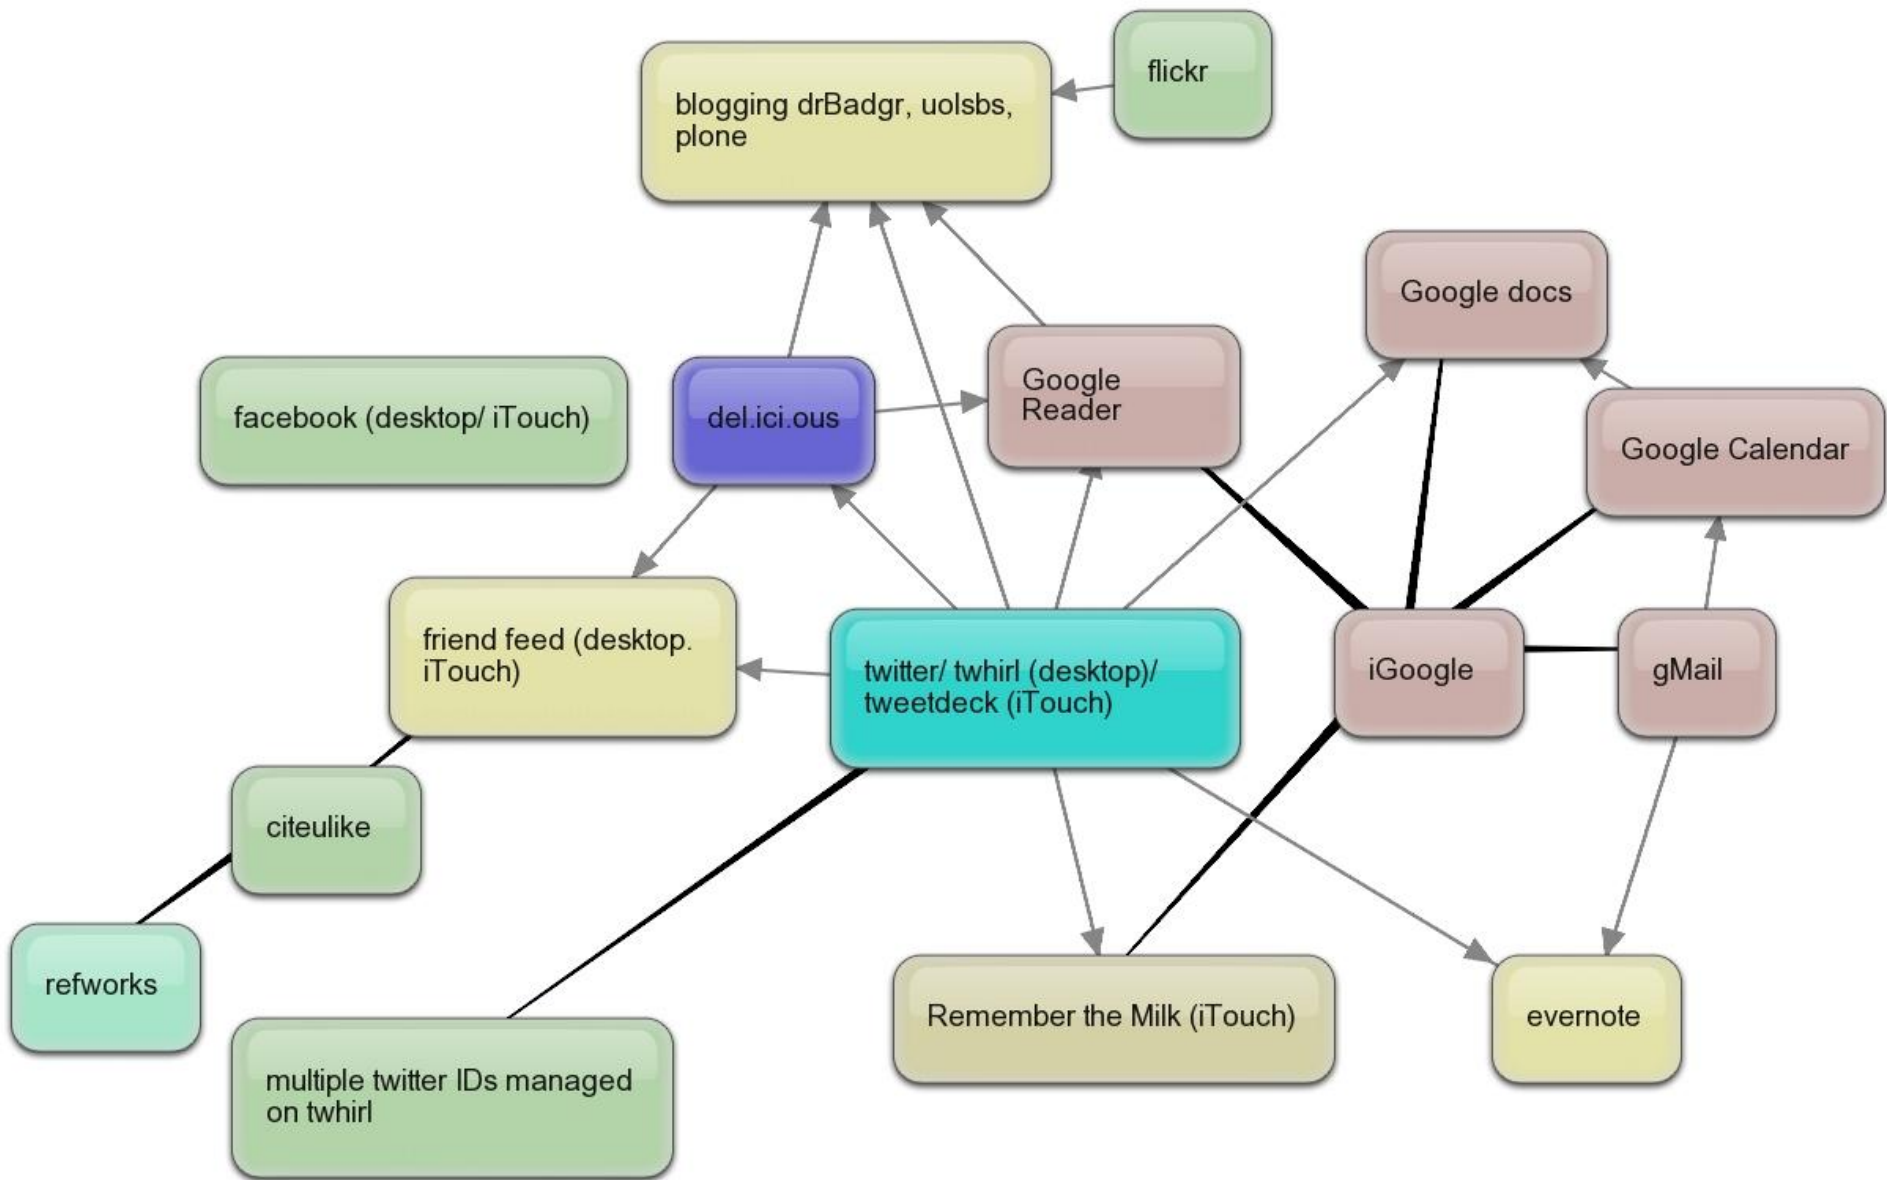 flickr
blogging drBadgr, uolsbs,
plone
Google docs
Google
Reader
facebook (desktop/ iTouch)
del.ici.ous
Google Calendar
friend feed (desktop.
iTouch)
twitter/ twhirl (desktop)/
tweetdeck (iTouch)
iGoogle
gMail
citeulike
refworks
Remember the Milk (iTouch)
evernote
multiple twitter IDs managed
on twhirl